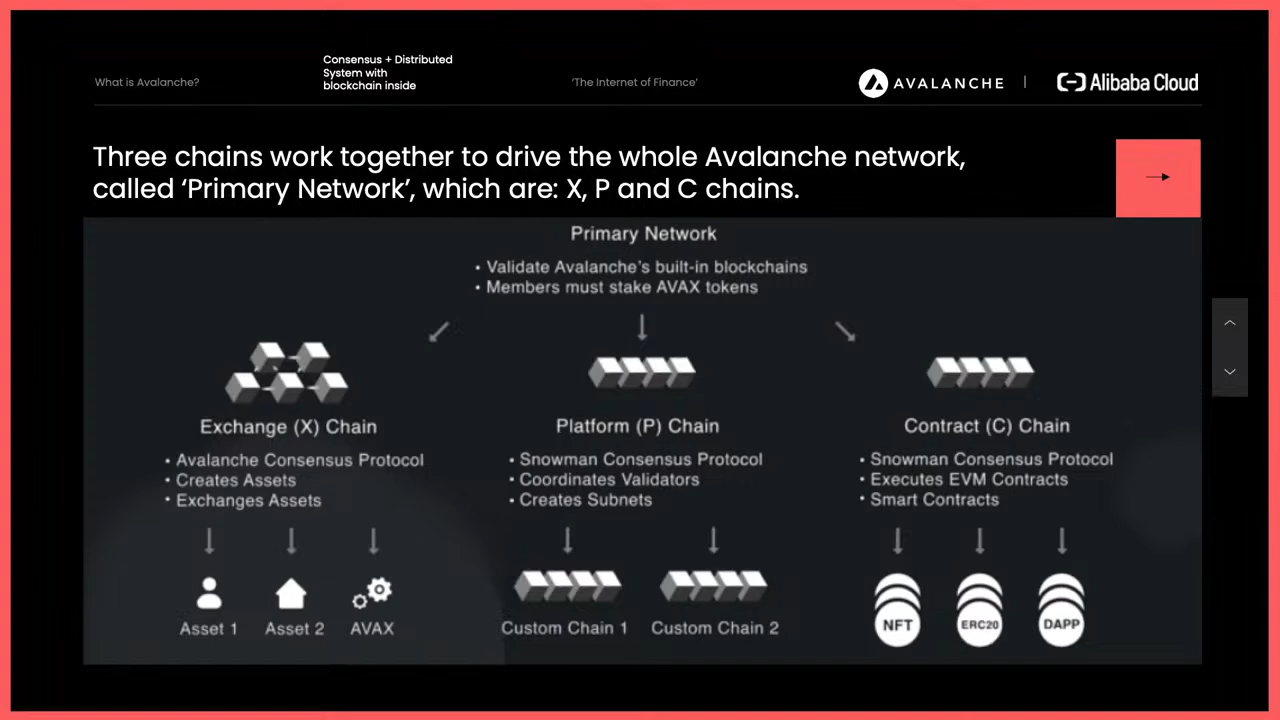 What is Avalanche?
Consensus + Distributed
System with
blockchain inside
'The Internet of Finance'
AVALANCHE
Alibaba Cloud
Three chains work together to drive the whole Avalanche network,
called ‘Primary Network’, which are: X, P and C chains.
Primary Network
• Validate Avalanche's built-in blockchains
• Members must stake AVAX tokens
Exchange (X) Chain
• Avalanche Consensus Protocol
• Creates Assets
• Exchanges Assets
Asset 1
Asset 2
AVAX
Platform (P) Chain
• Snowman Consensus Protocol
• Coordinates Validators
• Creates Subnets
Custom Chain 1
Custom Chain 2
Contract (C) Chain
• Snowman Consensus Protocol
• Executes EVM Contracts
• Smart Contracts
NFT
ERC20
DAPP